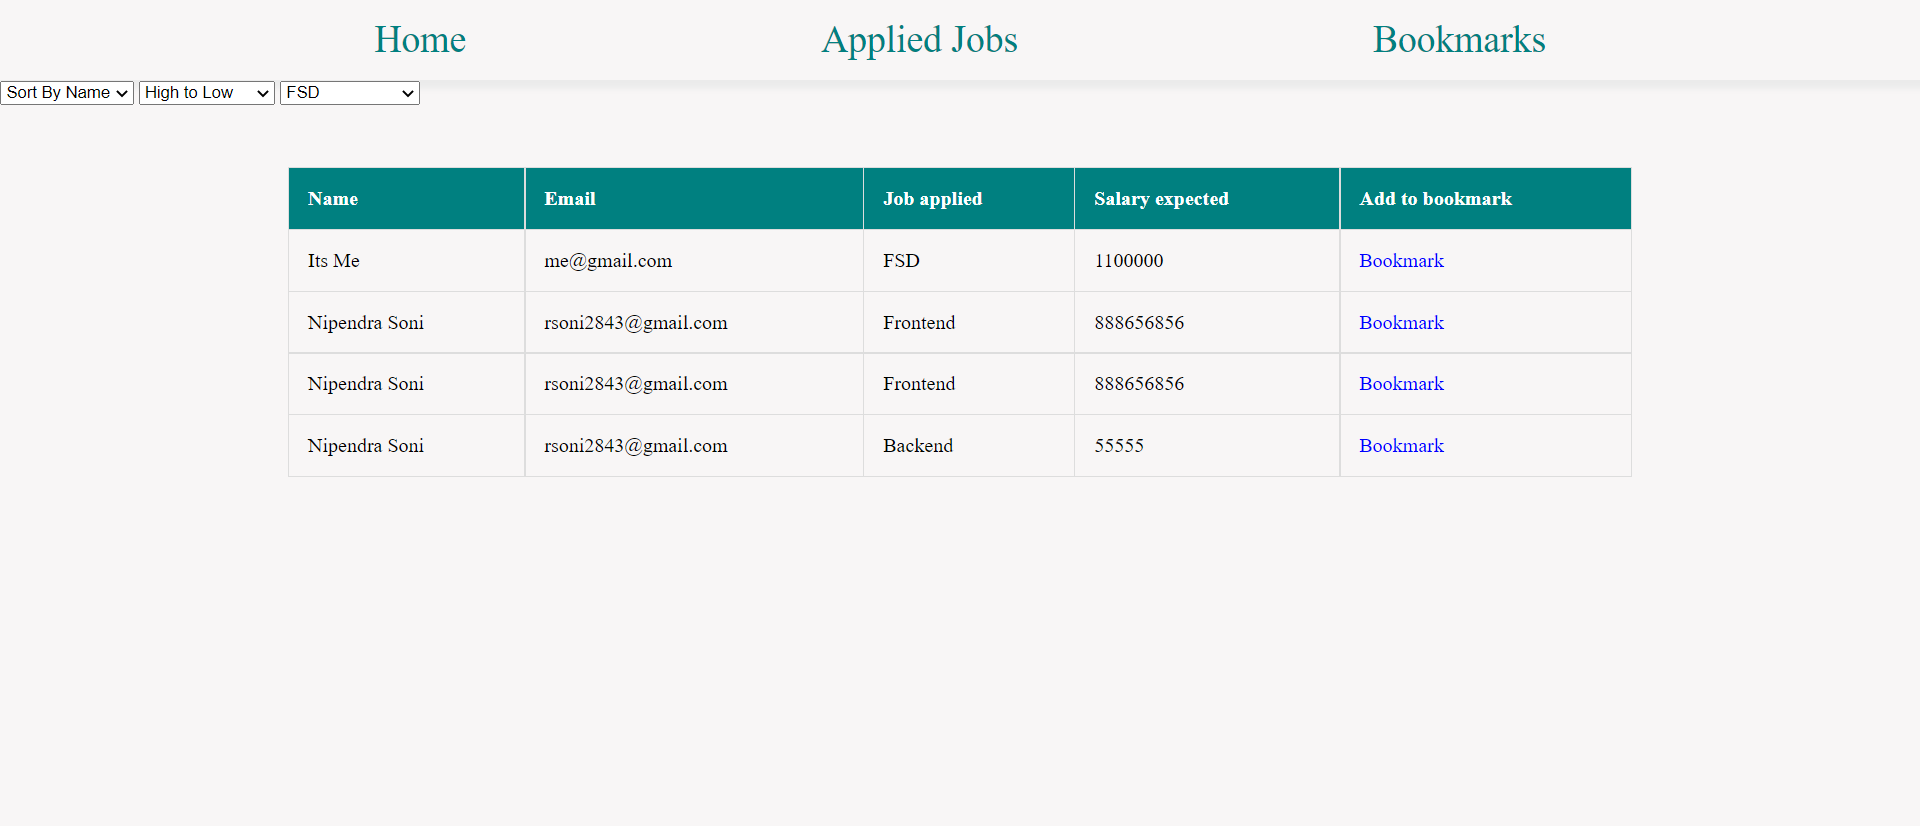 Home Applied Jobs Bookmarks
Sort By Name High to Low FSD
Name Email Job applied Salary expected Add to bookmark
Its Me me@gmail.com FSD 1100000 Bookmark
Nipendra Soni rsoni2843@gmail.com Frontend 888656856 Bookmark
Nipendra Soni rsoni2843@gmail.com Frontend 888656856 Bookmark
Nipendra Soni rsoni2843@gmail.com Backend 55555 Bookmark